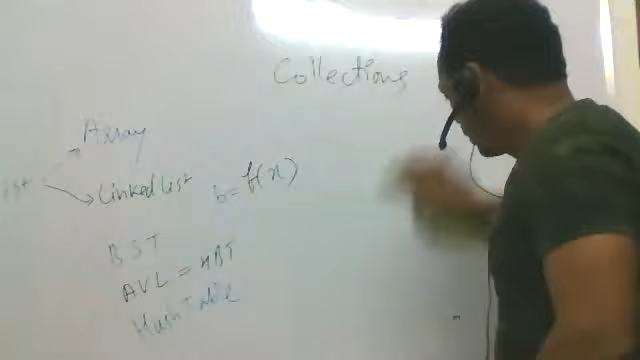 Collections
Array
Linked List
b = f(x)
BST
AVL = HBT
Hash Table